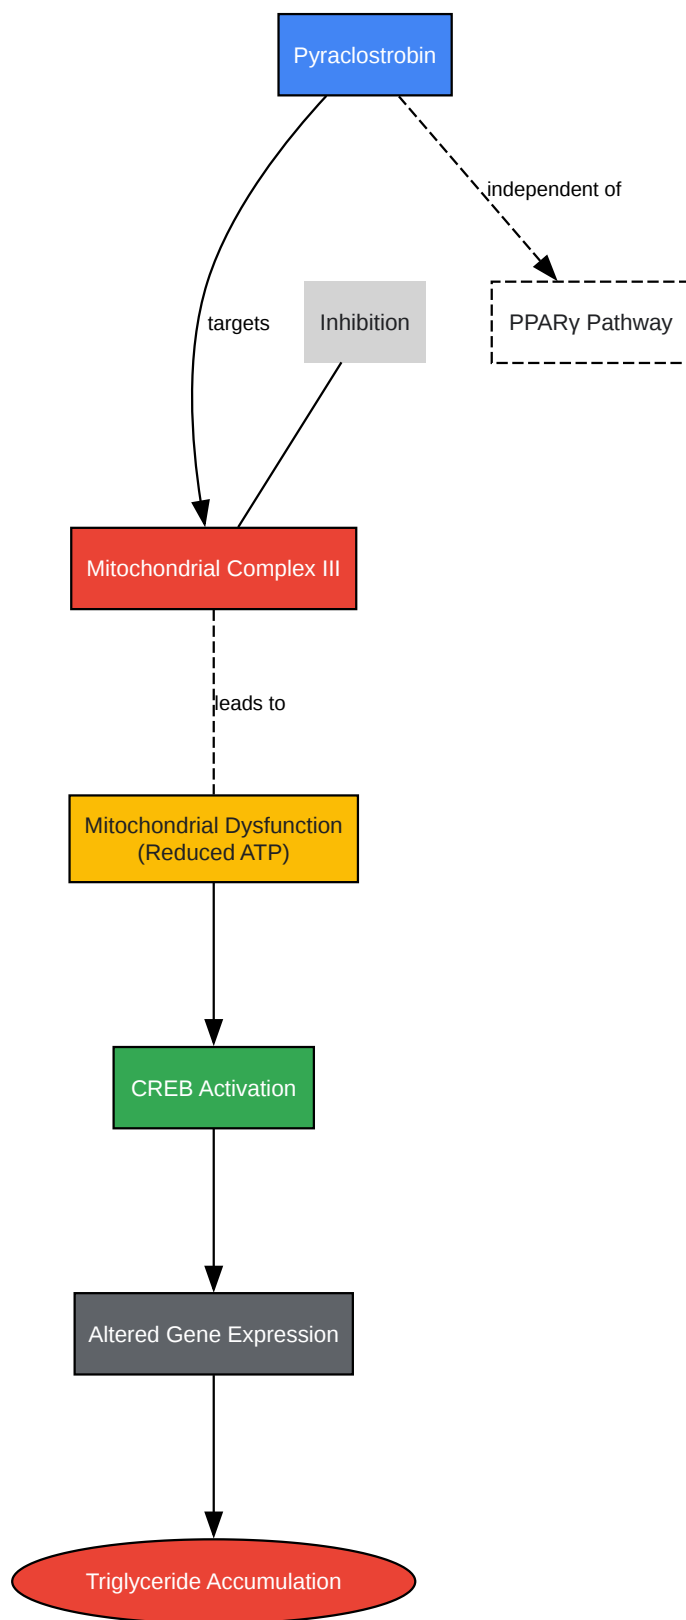 Pyraclostrobin
independent of
targets
Inhibition
PPARγ Pathway
Mitochondrial Complex III
leads to
Mitochondrial Dysfunction
(Reduced ATP)
CREB Activation
Altered Gene Expression
Triglyceride Accumulation